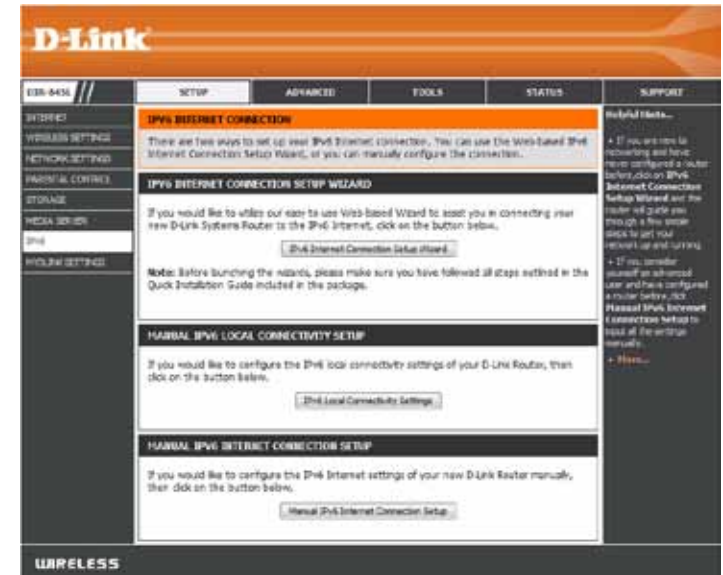 D-Link
SETUP
ADVANCED
TOOLS
STATUS
SUPPORT
INTERNET
WIRELESS SETTINGS
NETWORK SETTINGS
PARENTAL CONTROL
STORAGE
MEDIA SERVER
IPV6
MYDLINK SETTINGS
IPV6 INTERNET CONNECTION
There are two ways to set up your IPv6 Internet connection. You can use the Web-based IPv6
Internet Connection Setup Wizard, or you can manually configure the connection.
IPV6 INTERNET CONNECTION SETUP WIZARD
If you would like to utilize our easy to use Web-based Wizard to assist you in connecting your
new D-Link Systems Router to the IPv6 Internet, click on the button below.
IPv6 Internet Connection Setup Wizard
Note: Before launching the wizards, please make sure you have followed all steps outlined in the
Quick Installation Guide included in the package.
MANUAL IPV6 LOCAL CONNECTIVITY SETUP
If you would like to configure the IPv6 local connectivity settings of your D-Link Router, then
click on the button below.
IPv6 Local Connectivity Settings
MANUAL IPV6 INTERNET CONNECTION SETUP
If you would like to configure the IPv6 Internet settings of your new D-Link Router manually,
then click on the button below.
Manual IPv6 Internet Connection Setup
Helpful Hints...
• If you are new to
networking and have
never configured a router
before, click on IPv6
Internet Connection
Setup Wizard and the
router will guide you
through a few simple
steps to get your
network up and running.
• If you consider
yourself an advanced
user and have configured
a router before, click
Manual IPv6 Internet
Connection Setup to
input all the settings
manually.
• More...
WIRELESS